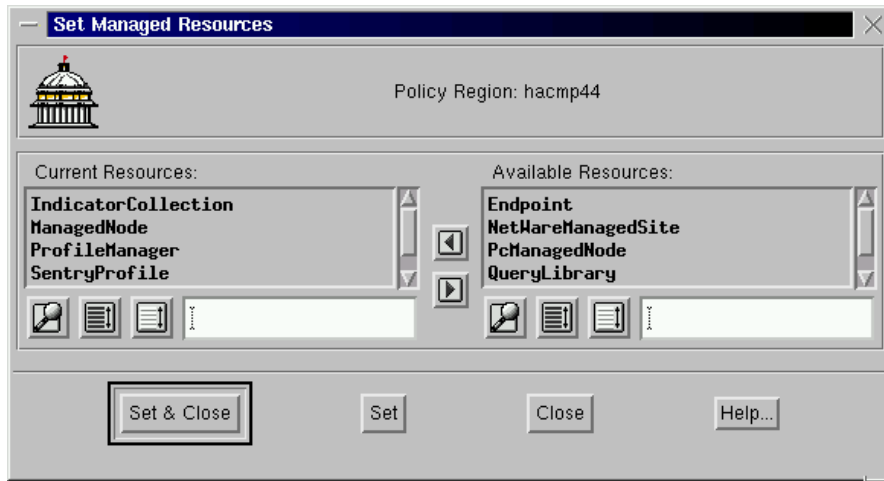 Set Managed Resources
Policy Region: hacmp44
Current Resources:
IndicatorCollection
ManagedNode
ProfileManager
SentryProfile
Available Resources:
Endpoint
NetWareManagedSite
PcManagedNode
QueryLibrary
Set & Close
Set
Close
Help...